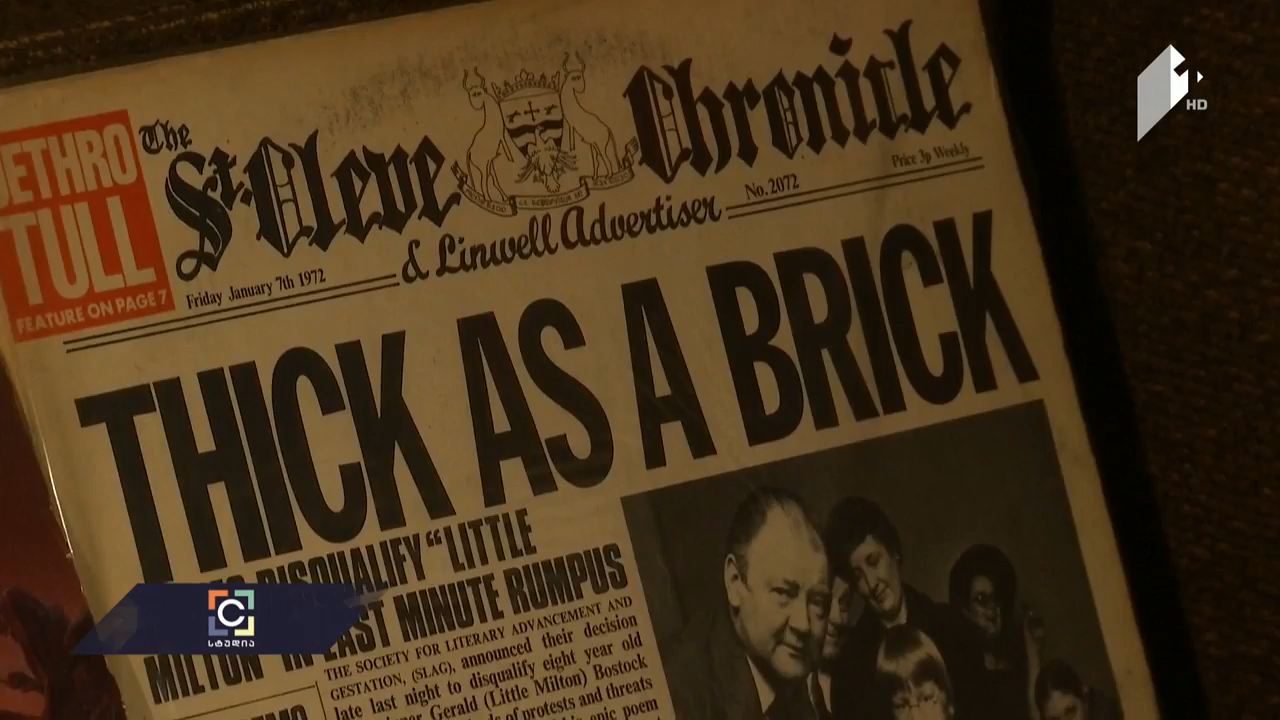 HD
JETHRO
TULL
FEATURE ON PAGE 7
The
St. Cleve Chronicle
& Linwell Advertiser
Friday January 7th 1972
No. 2072
Price 3p Weekly
THICK AS A BRICK
DISQUALIFY “LITTLE
MILTON” IN LAST MINUTE RUMPUS
THE SOCIETY FOR LITERARY ADVANCEMENT AND
GESTATION, (SLAG), announced their decision
late last night to disqualify eight year old
Gerald (Little Milton) Bostock
of protests and threats
epic poem
C
სტუდია